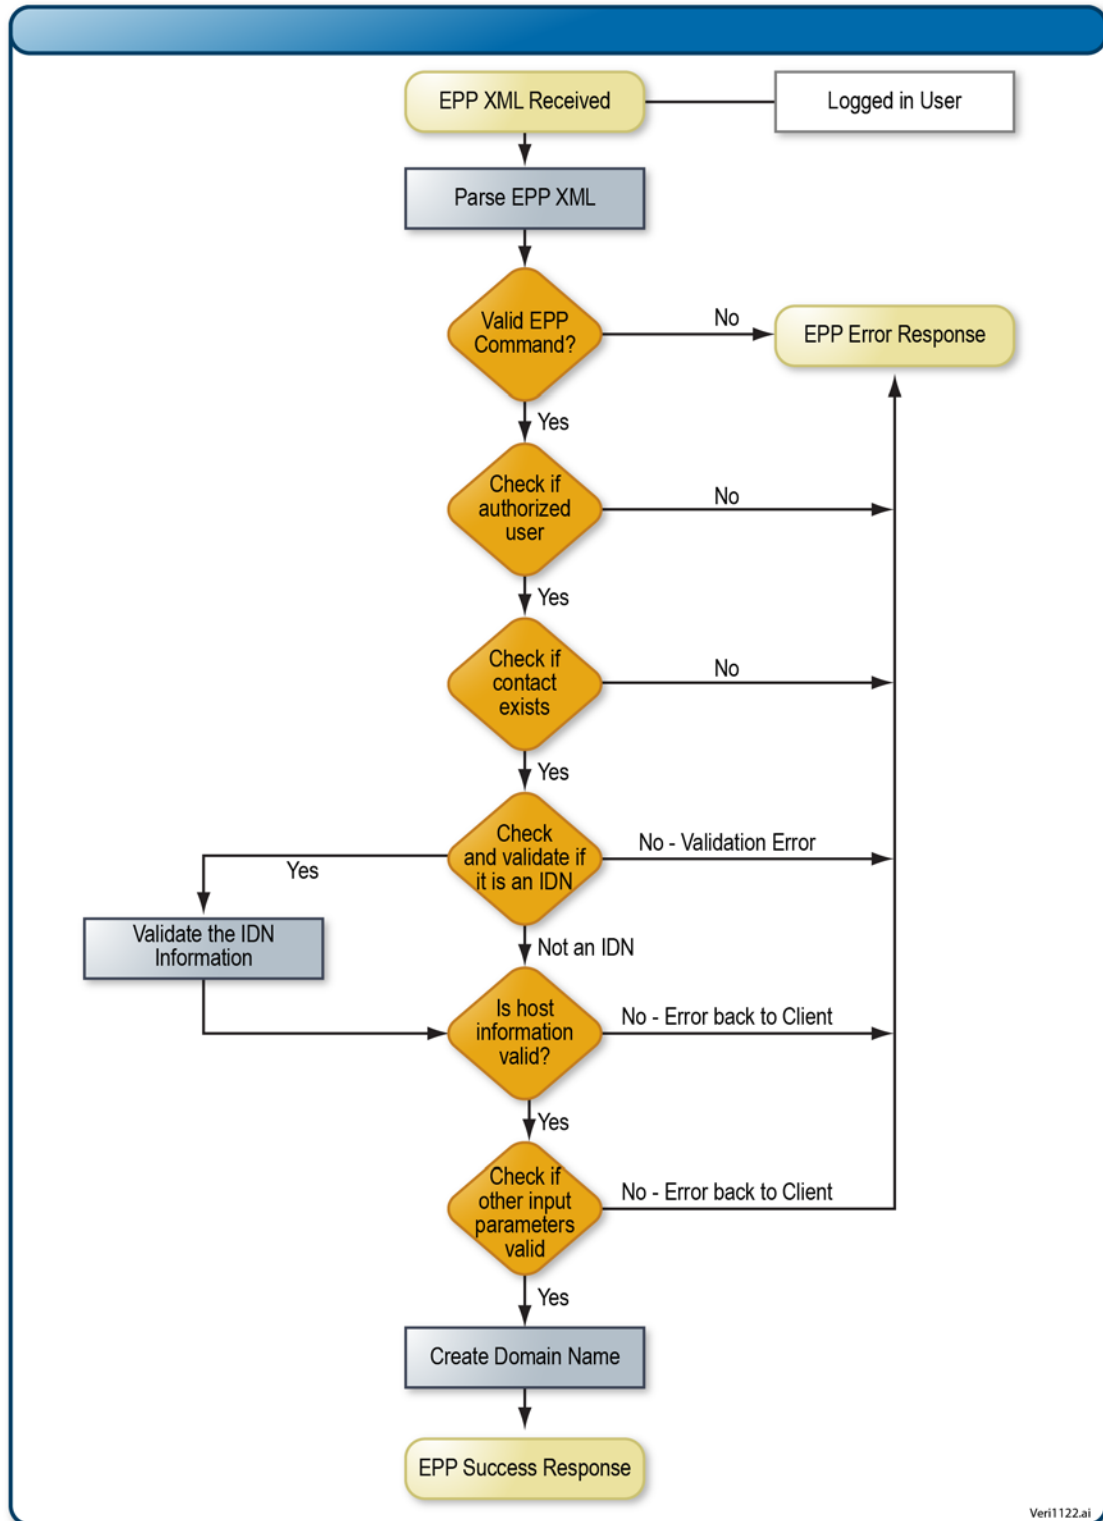 EPP XML Received
Logged in User
Parse EPP XML
Valid EPP
Command?
No
EPP Error Response
Yes
Check if
authorized
user
No
Yes
Check if
contact
exists
No
Yes
Check
and validate if
it is an IDN
No - Validation Error
Yes
Validate the IDN
Information
Not an IDN
Is host
information
valid?
No - Error back to Client
Yes
Check if
other input
parameters
valid
No - Error back to Client
Yes
Create Domain Name
EPP Success Response
Veri1122.ai